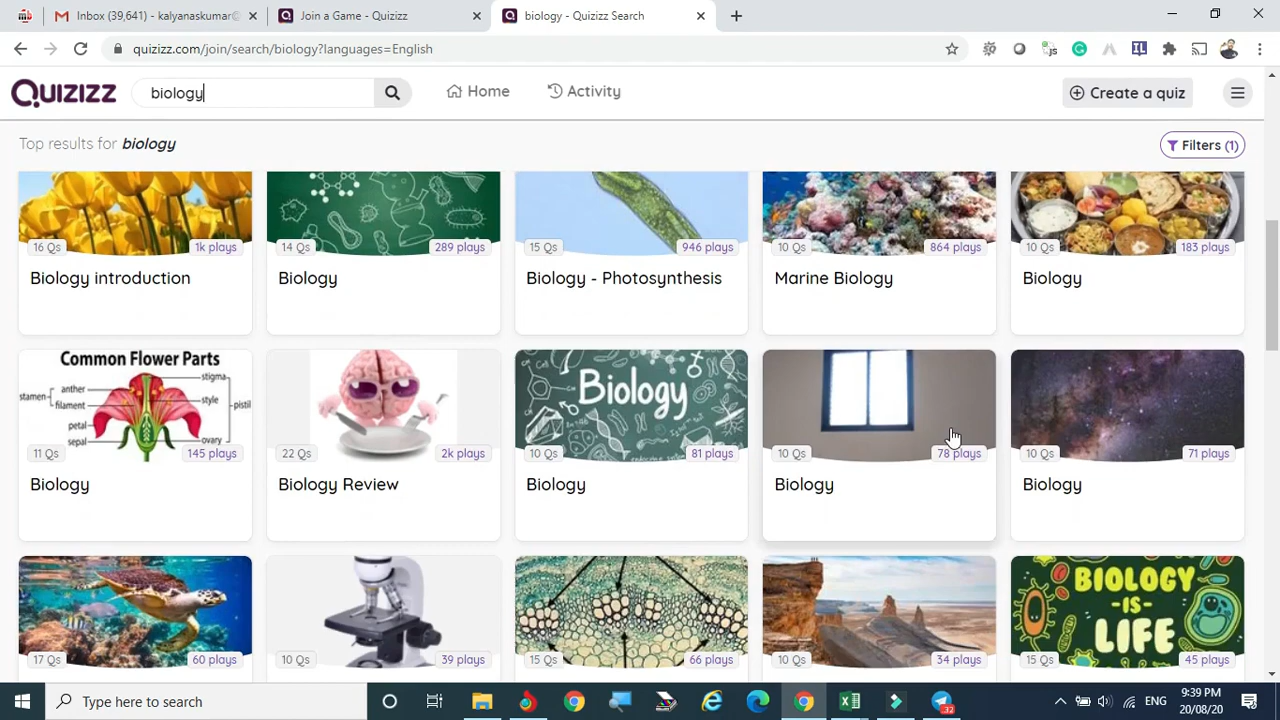 Inbox (39,641) - kalyanaskumar@
Join a Game - Quizizz
biology - Quizizz Search
quizizz.com/join/search/biology?languages=English
QUIZIZZ
biology
Home
Activity
Create a quiz
Top results for biology
Filters (1)
16 Qs 1k plays
14 Qs 289 plays
15 Qs 946 plays
10 Qs 864 plays
10 Qs 183 plays
Biology introduction
Biology
Biology - Photosynthesis
Marine Biology
Biology
Common Flower Parts
stigma
anther
stamen
filament
style
pistil
petal
sepal
ovary
Biology
11 Qs 145 plays
22 Qs 2k plays
10 Qs 81 plays
10 Qs 78 plays
10 Qs 71 plays
Biology
Biology Review
Biology
Biology
Biology
BIOLOGY
-IS-
LIFE
17 Qs 60 plays
10 Qs 39 plays
15 Qs 66 plays
10 Qs 34 plays
15 Qs 45 plays
Type here to search
32
ENG
9:39 PM
20/08/20